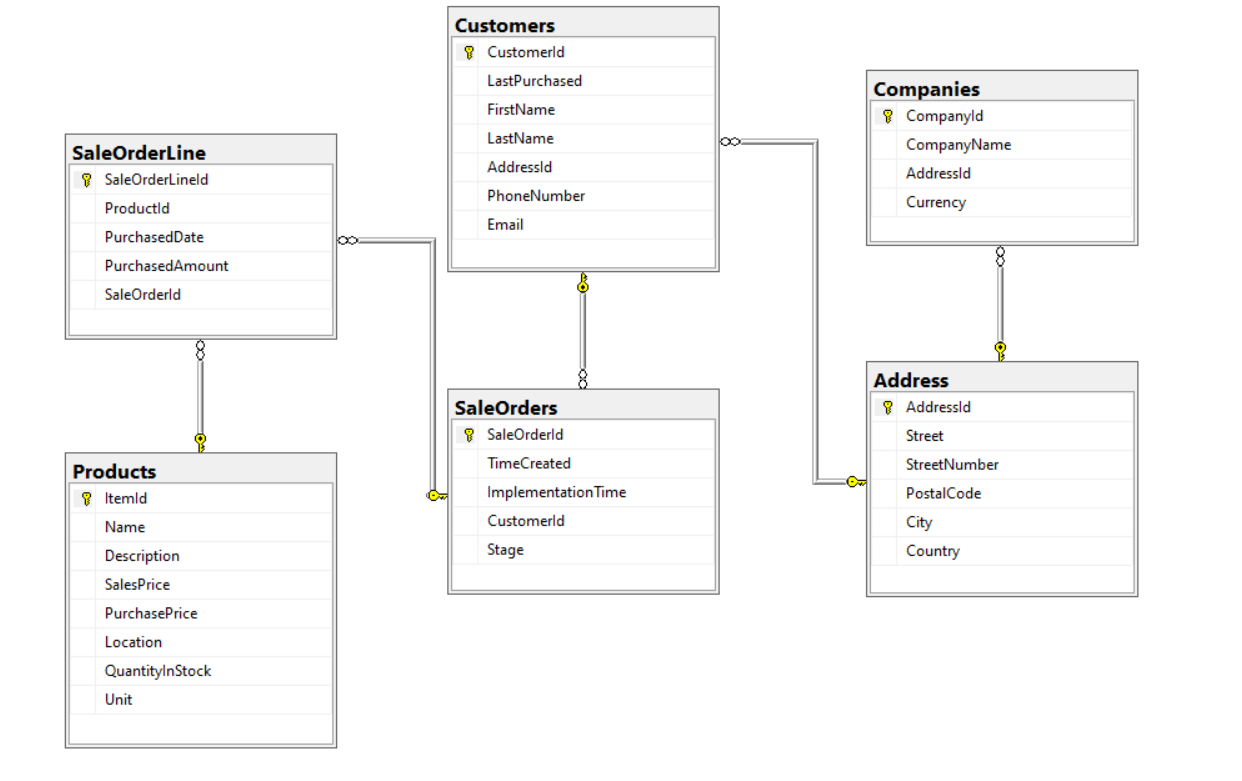 Customers
CustomerId
LastPurchased
FirstName
LastName
AddressId
PhoneNumber
Email
Companies
CompanyId
CompanyName
AddressId
Currency
SaleOrderLine
SaleOrderLineId
ProductId
PurchasedDate
PurchasedAmount
SaleOrderId
SaleOrders
SaleOrderId
TimeCreated
ImplementationTime
CustomerId
Stage
Address
AddressId
Street
StreetNumber
PostalCode
City
Country
Products
ItemId
Name
Description
SalesPrice
PurchasePrice
Location
QuantityInStock
Unit